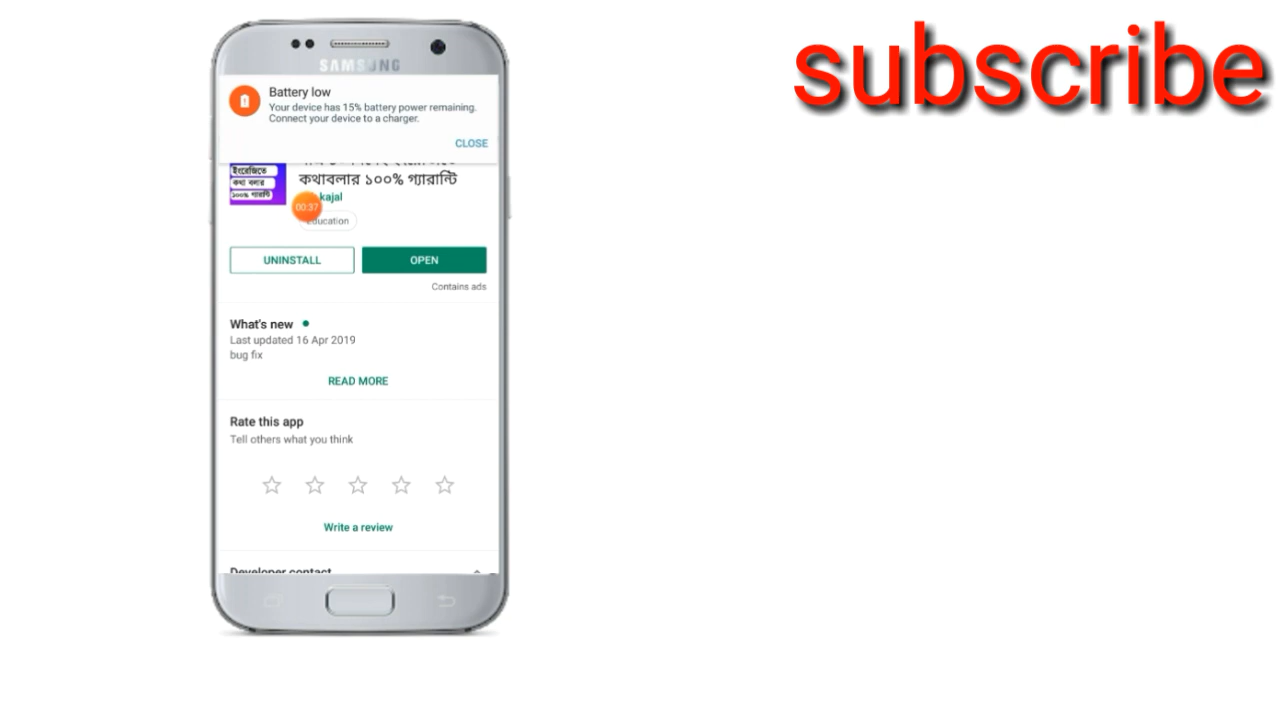 subscribe
SAMSUNG
Battery low
Your device has 15% battery power remaining.
Connect your device to a charger.
CLOSE
ইংরেজিতে
কথা বলার
১০০% গ্যারান্টি
কথাবলার ১০০% গ্যারান্টি
kajal
00:37
Education
UNINSTALL
OPEN
Contains ads
What's new
Last updated 16 Apr 2019
bug fix
READ MORE
Rate this app
Tell others what you think
Write a review
Developer contact